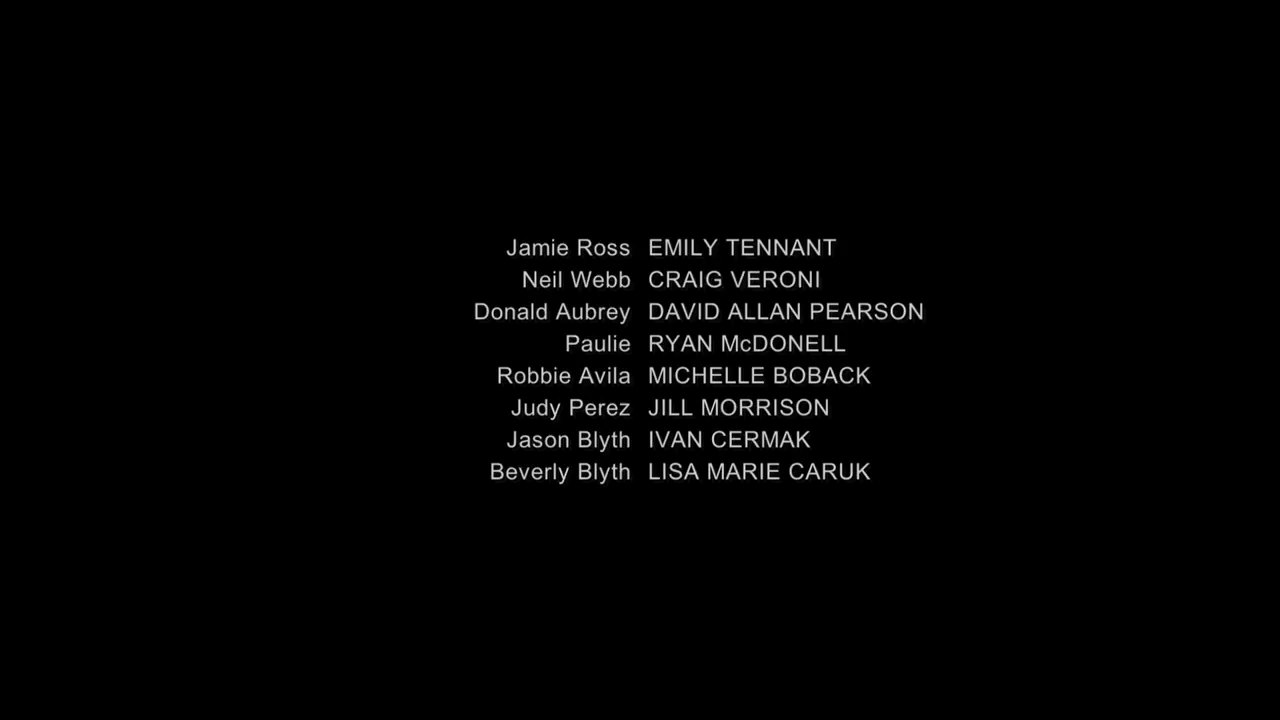 Jamie Ross EMILY TENNANT
Neil Webb CRAIG VERONI
Donald Aubrey DAVID ALLAN PEARSON
Paulie RYAN McDONELL
Robbie Avila MICHELLE BOBACK
Judy Perez JILL MORRISON
Jason Blyth IVAN CERMAK
Beverly Blyth LISA MARIE CARUK